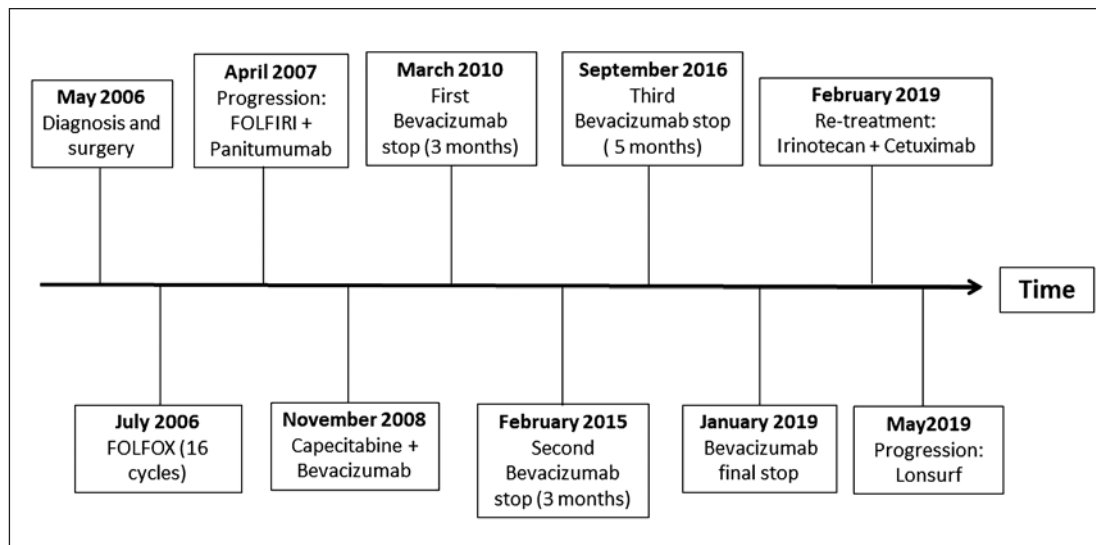 May 2006
Diagnosis and
surgery
April 2007
Progression:
FOLFIRI +
Panitumumab
March 2010
First
Bevacizumab
stop (3 months)
September 2016
Third
Bevacizumab stop
( 5 months)
February 2019
Re-treatment:
Irinotecan + Cetuximab
Time
July 2006
FOLFOX (16
cycles)
November 2008
Capecitabine +
Bevacizumab
February 2015
Second
Bevacizumab
stop (3 months)
January 2019
Bevacizumab
final stop
May2019
Progression:
Lonsurf